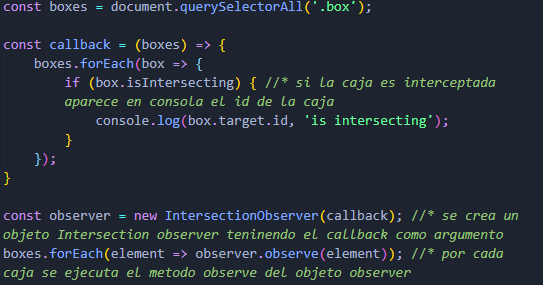 const boxes = document.querySelectorAll('.box');
const callback = (boxes) => {
boxes.forEach(box => {
if (box.isIntersecting) { //* si la caja es interceptada
aparece en consola el id de la caja
console.log(box.target.id, 'is intersecting');
}
});
}
const observer = new IntersectionObserver(callback); //* se crea un
objeto Intersection observer teninendo el callback como argumento
boxes.forEach(element => observer.observe(element)); //* por cada
caja se ejecuta el metodo observe del objeto observer